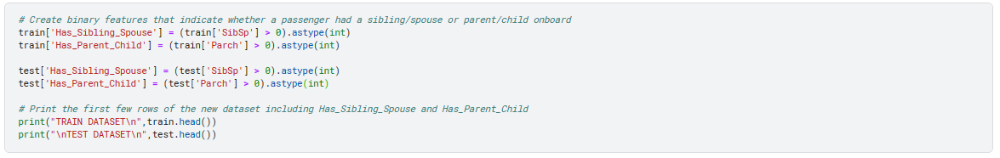 # Create binary features that indicate whether a passenger had a sibling/spouse or parent/child onboard
train['Has_Sibling_Spouse'] = (train['SibSp'] > 0).astype(int)
train['Has_Parent_Child'] = (train['Parch'] > 0).astype(int)
test['Has_Sibling_Spouse'] = (test['SibSp'] > 0).astype(int)
test['Has_Parent_Child'] = (test['Parch'] > 0).astype(int)
# Print the first few rows of the new dataset including Has_Sibling_Spouse and Has_Parent_Child
print("TRAIN DATASET\n",train.head())
print("\nTEST DATASET\n",test.head())